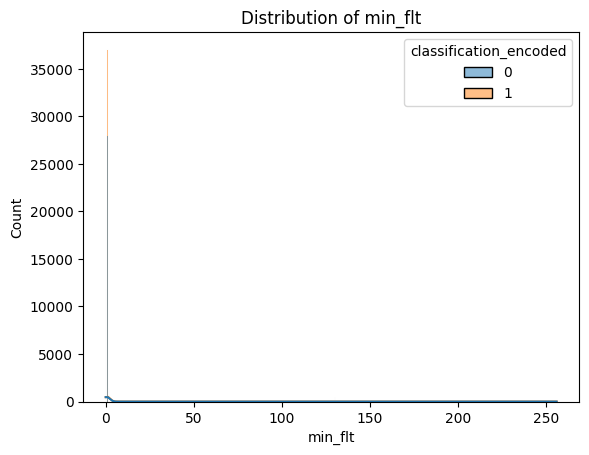 Distribution of min_flt
classification_encoded
0
1
35000
30000
25000
20000
15000
10000
5000
0
Count
0 50 100 150 200 250
min_flt